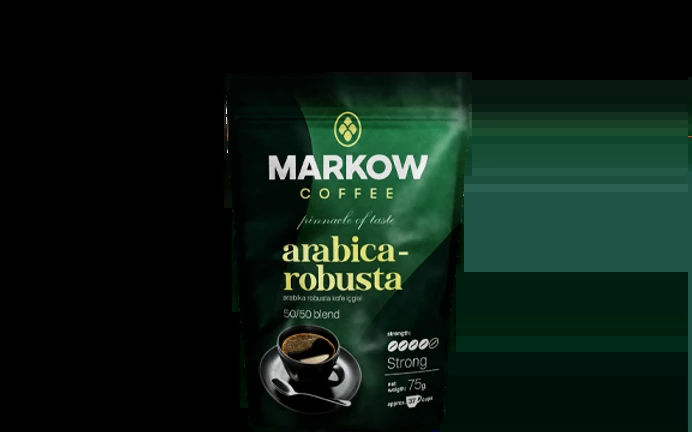 MARKOW
COFFEE
pinnacle of taste
arabica-
robusta
arabika robusta kofe içgisi
50/50 blend
strength:
Strong
net
weight: 75g
approx. 37 cups